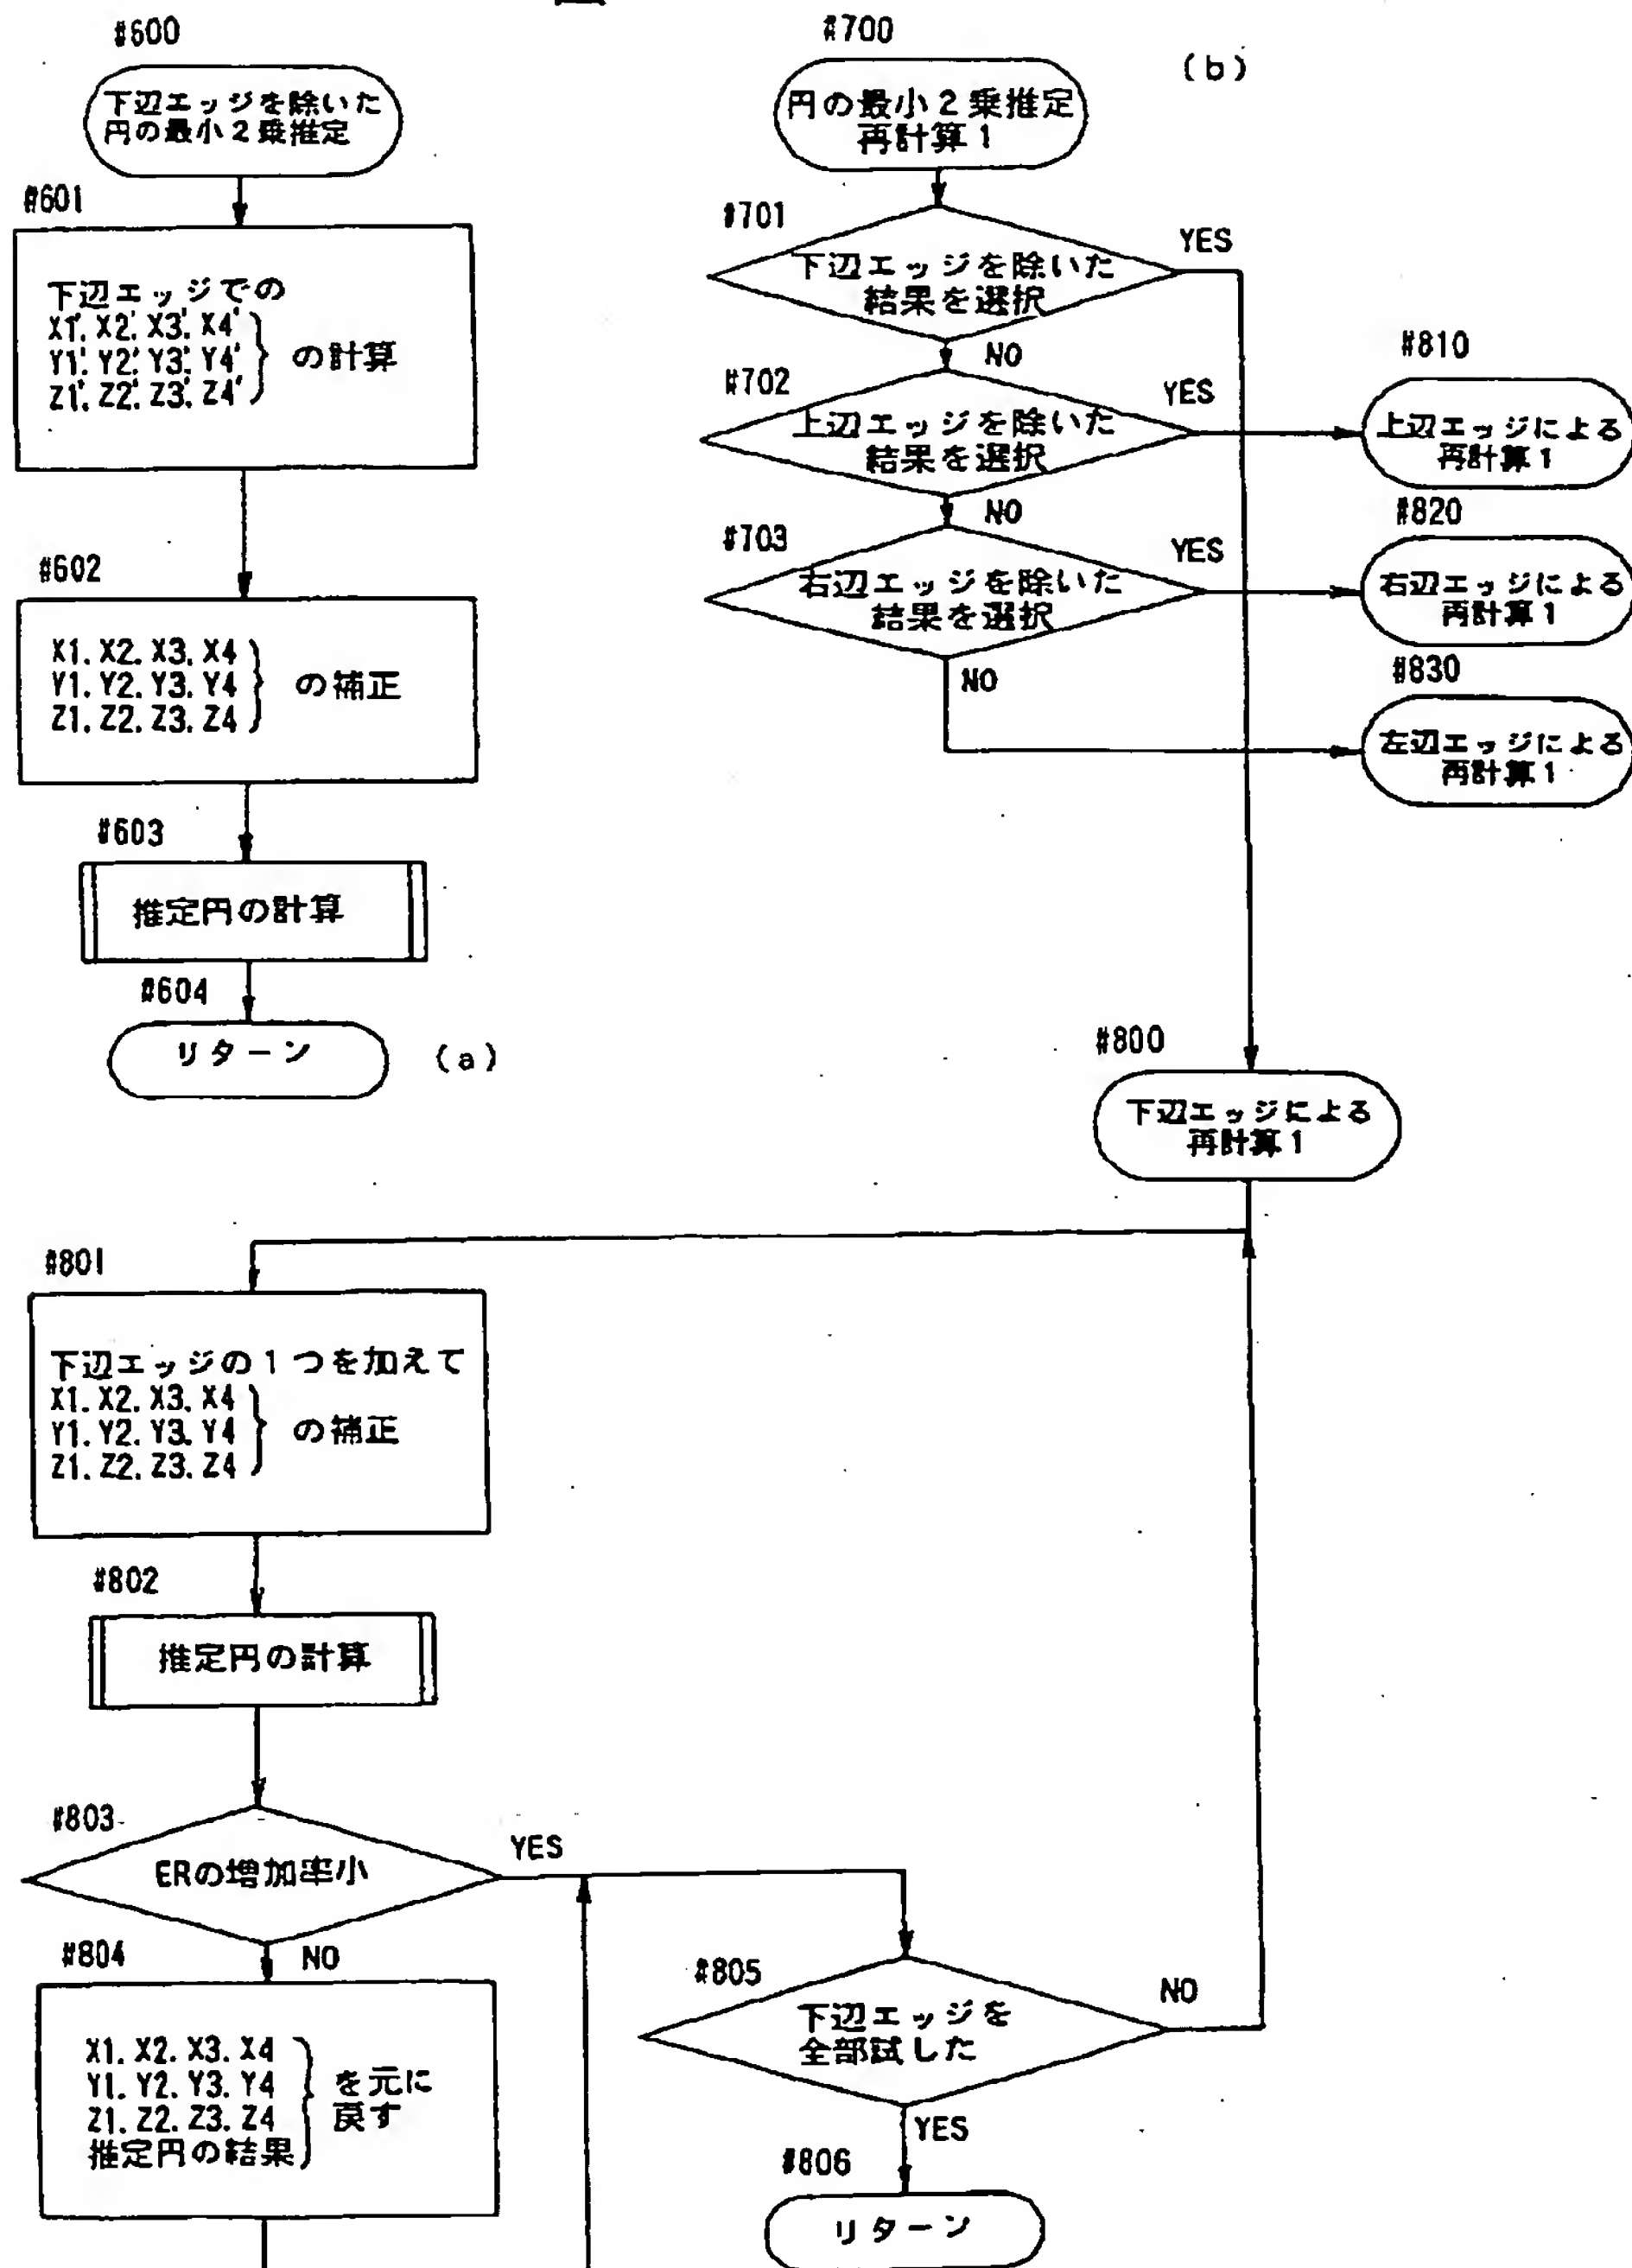 #600
下辺エッジを除いた
円の最小2乗推定
#601
下辺エッジでの
X1'. X2'. X3'. X4'
Y1'. Y2'. Y3'. Y4'
Z1'. Z2'. Z3'. Z4'
の計算
#602
X1. X2. X3. X4
Y1. Y2. Y3. Y4
Z1. Z2. Z3. Z4
の補正
#603
推定円の計算
#604
リターン
(a)
#700
(b)
円の最小2乗推定
再計算1
#701
下辺エッジを除いた
結果を選択
YES
NO
#702
上辺エッジを除いた
結果を選択
YES
NO
#810
上辺エッジによる
再計算1
#703
右辺エッジを除いた
結果を選択
YES
NO
#820
右辺エッジによる
再計算1
#830
左辺エッジによる
再計算1
#800
下辺エッジによる
再計算1
#801
下辺エッジの1つを加えて
X1. X2. X3. X4
Y1. Y2. Y3. Y4
Z1. Z2. Z3. Z4
の補正
#802
推定円の計算
#803
ERの増加率小
YES
NO
#804
X1. X2. X3. X4
Y1. Y2. Y3. Y4
Z1. Z2. Z3. Z4
推定円の結果
を元に
戻す
#805
下辺エッジを
全部試した
NO
YES
#806
リターン